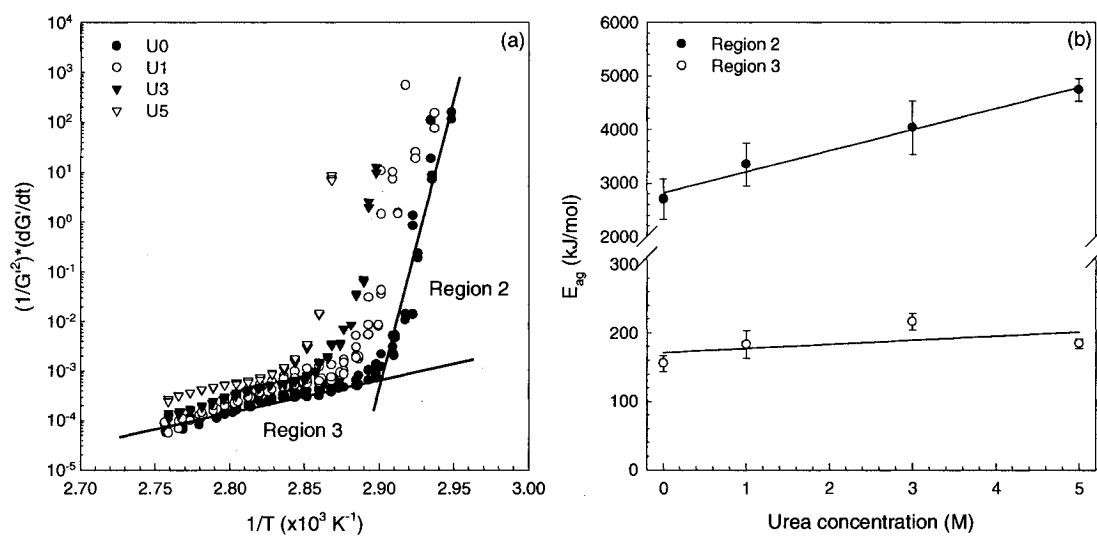 (a)
U0
U1
U3
U5
10⁴
10³
10²
10¹
10⁰
10⁻¹
10⁻²
10⁻³
10⁻⁴
10⁻⁵
(1/G'²)*(dG'/dt)
Region 2
Region 3
2.70 2.75 2.80 2.85 2.90 2.95 3.00
1/T (x10³ K⁻¹)
(b)
Region 2
Region 3
6000
5000
4000
3000
2000
300
200
100
0
E_ag (kJ/mol)
0 1 2 3 4 5
Urea concentration (M)